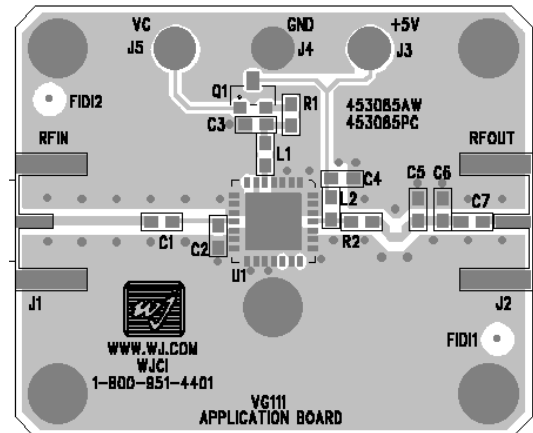 VC
GND
+5V
J5
J4
J3
Q1
FIDI2
R1
453085AW
453085PC
C3
RFIN
RFOUT
L1
C4
C5
C6
L2
C7
C1
C2
R2
U1
J1
J2
WJ
WWW.WJ.COM
WJCI
1-800-951-4401
FIDI1
VG111
APPLICATION BOARD